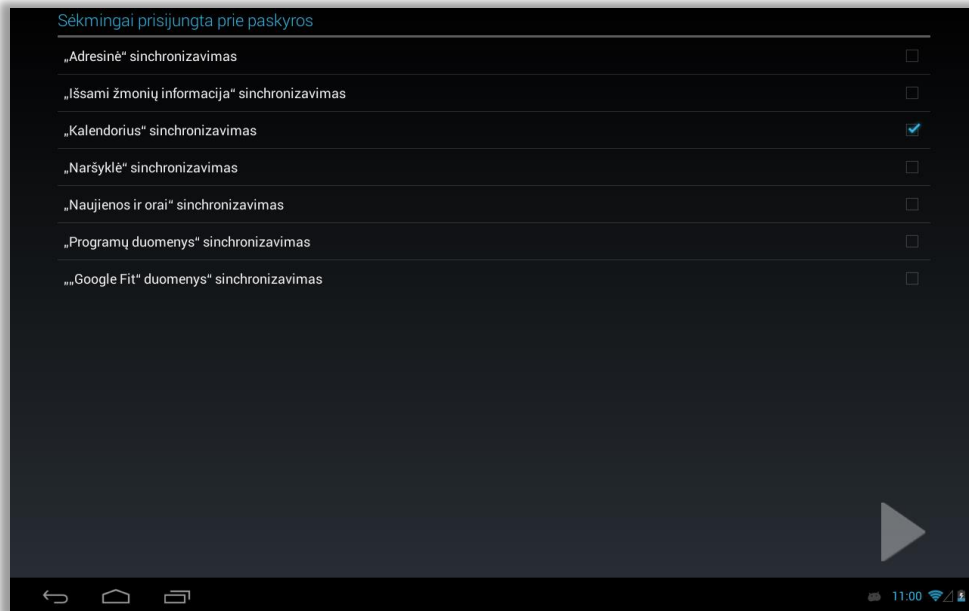 Sėkmingai prisijungta prie paskyros
„Adresinė“ sinchronizavimas
„Išsami žmonių informacija“ sinchronizavimas
„Kalendorius“ sinchronizavimas
„Naršyklė“ sinchronizavimas
„Naujienos ir orai“ sinchronizavimas
„Programų duomenys“ sinchronizavimas
„„Google Fit“ duomenys“ sinchronizavimas
11:00